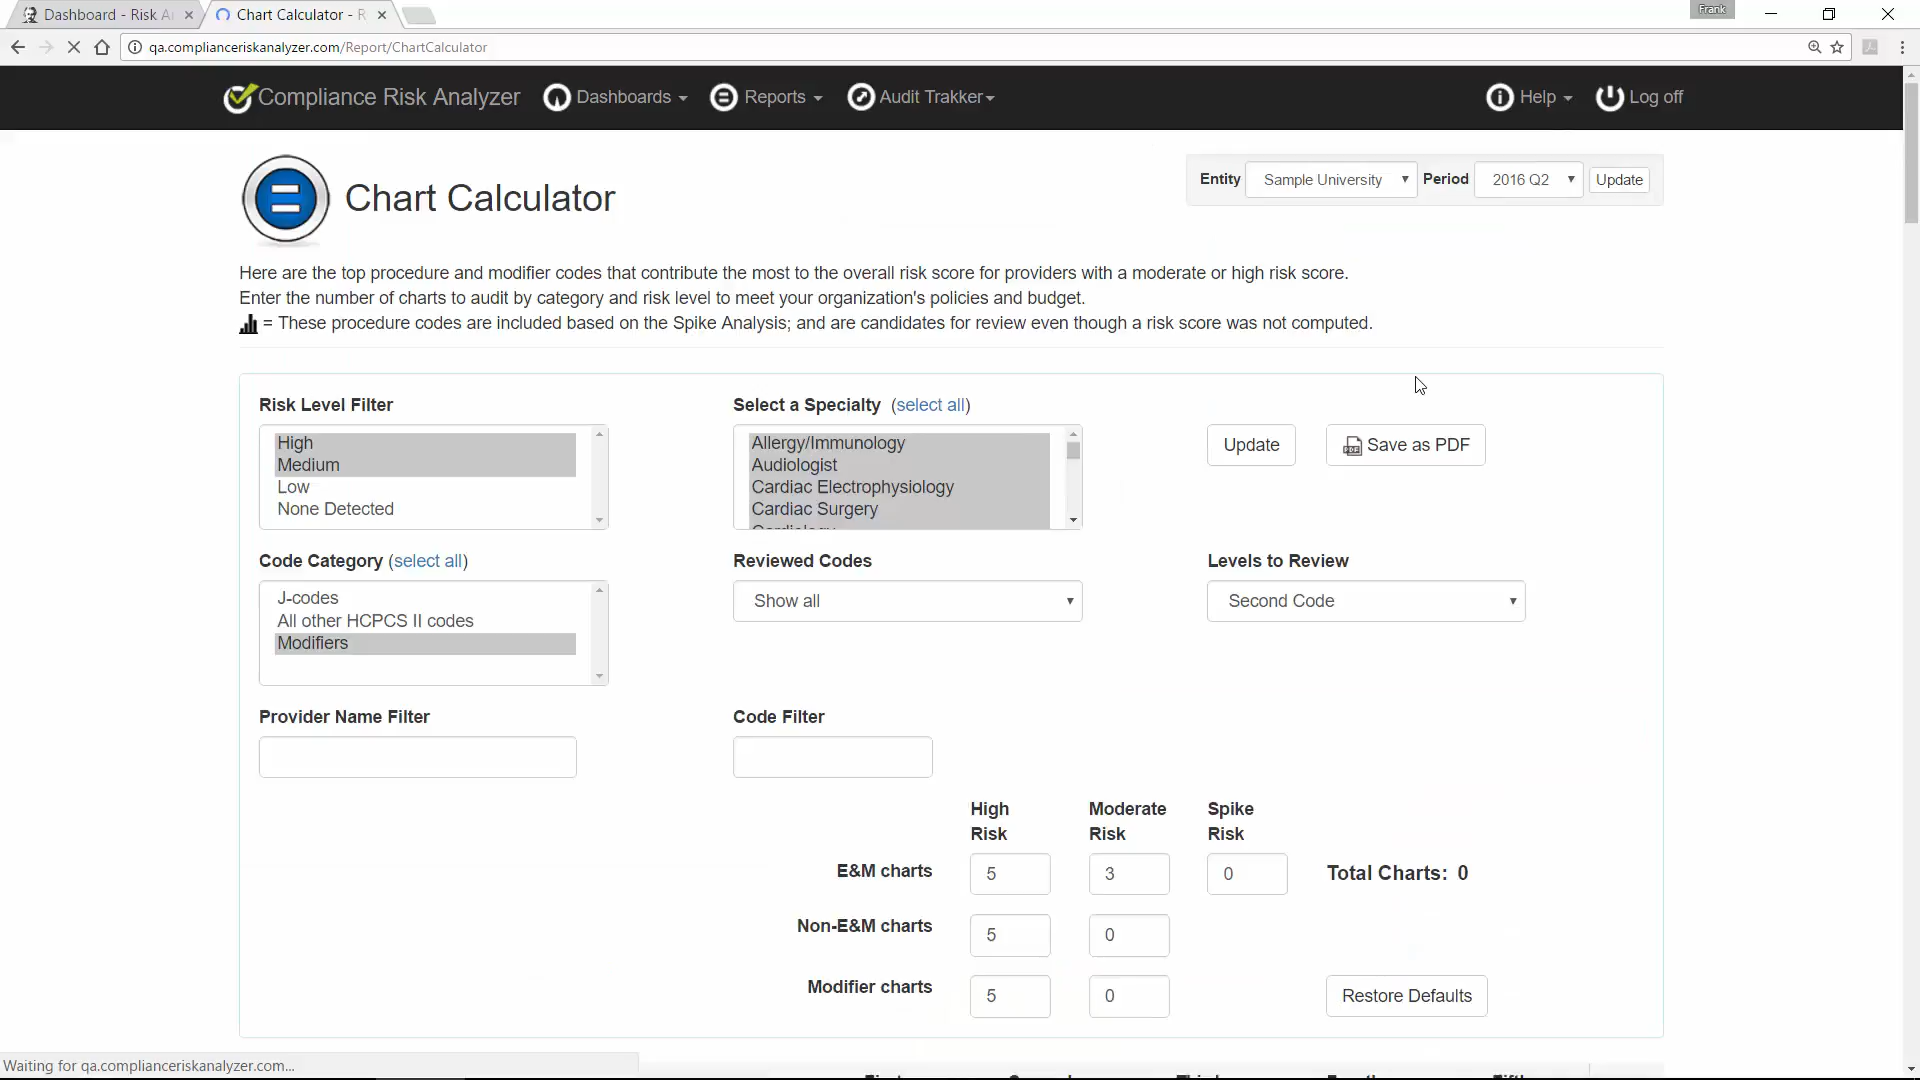 Dashboard - Risk A
Chart Calculator - R
Frank
qa.complianceriskanalyzer.com/Report/ChartCalculator
Compliance Risk Analyzer Dashboards Reports Audit Trakker Help Log off
Chart Calculator
Entity Sample University Period 2016 Q2 Update
Here are the top procedure and modifier codes that contribute the most to the overall risk score for providers with a moderate or high risk score.
Enter the number of charts to audit by category and risk level to meet your organization's policies and budget.
= These procedure codes are included based on the Spike Analysis; and are candidates for review even though a risk score was not computed.
Risk Level Filter
High
Medium
Low
None Detected
Select a Specialty (select all)
Allergy/Immunology
Audiologist
Cardiac Electrophysiology
Cardiac Surgery
Cardiology
Update
Save as PDF
Code Category (select all)
J-codes
All other HCPCS II codes
Modifiers
Reviewed Codes
Show all
Levels to Review
Second Code
Provider Name Filter
Code Filter
High Risk
Moderate Risk
Spike Risk
E&M charts 5 3 0 Total Charts: 0
Non-E&M charts 5 0
Modifier charts 5 0 Restore Defaults
Waiting for qa.complianceriskanalyzer.com...